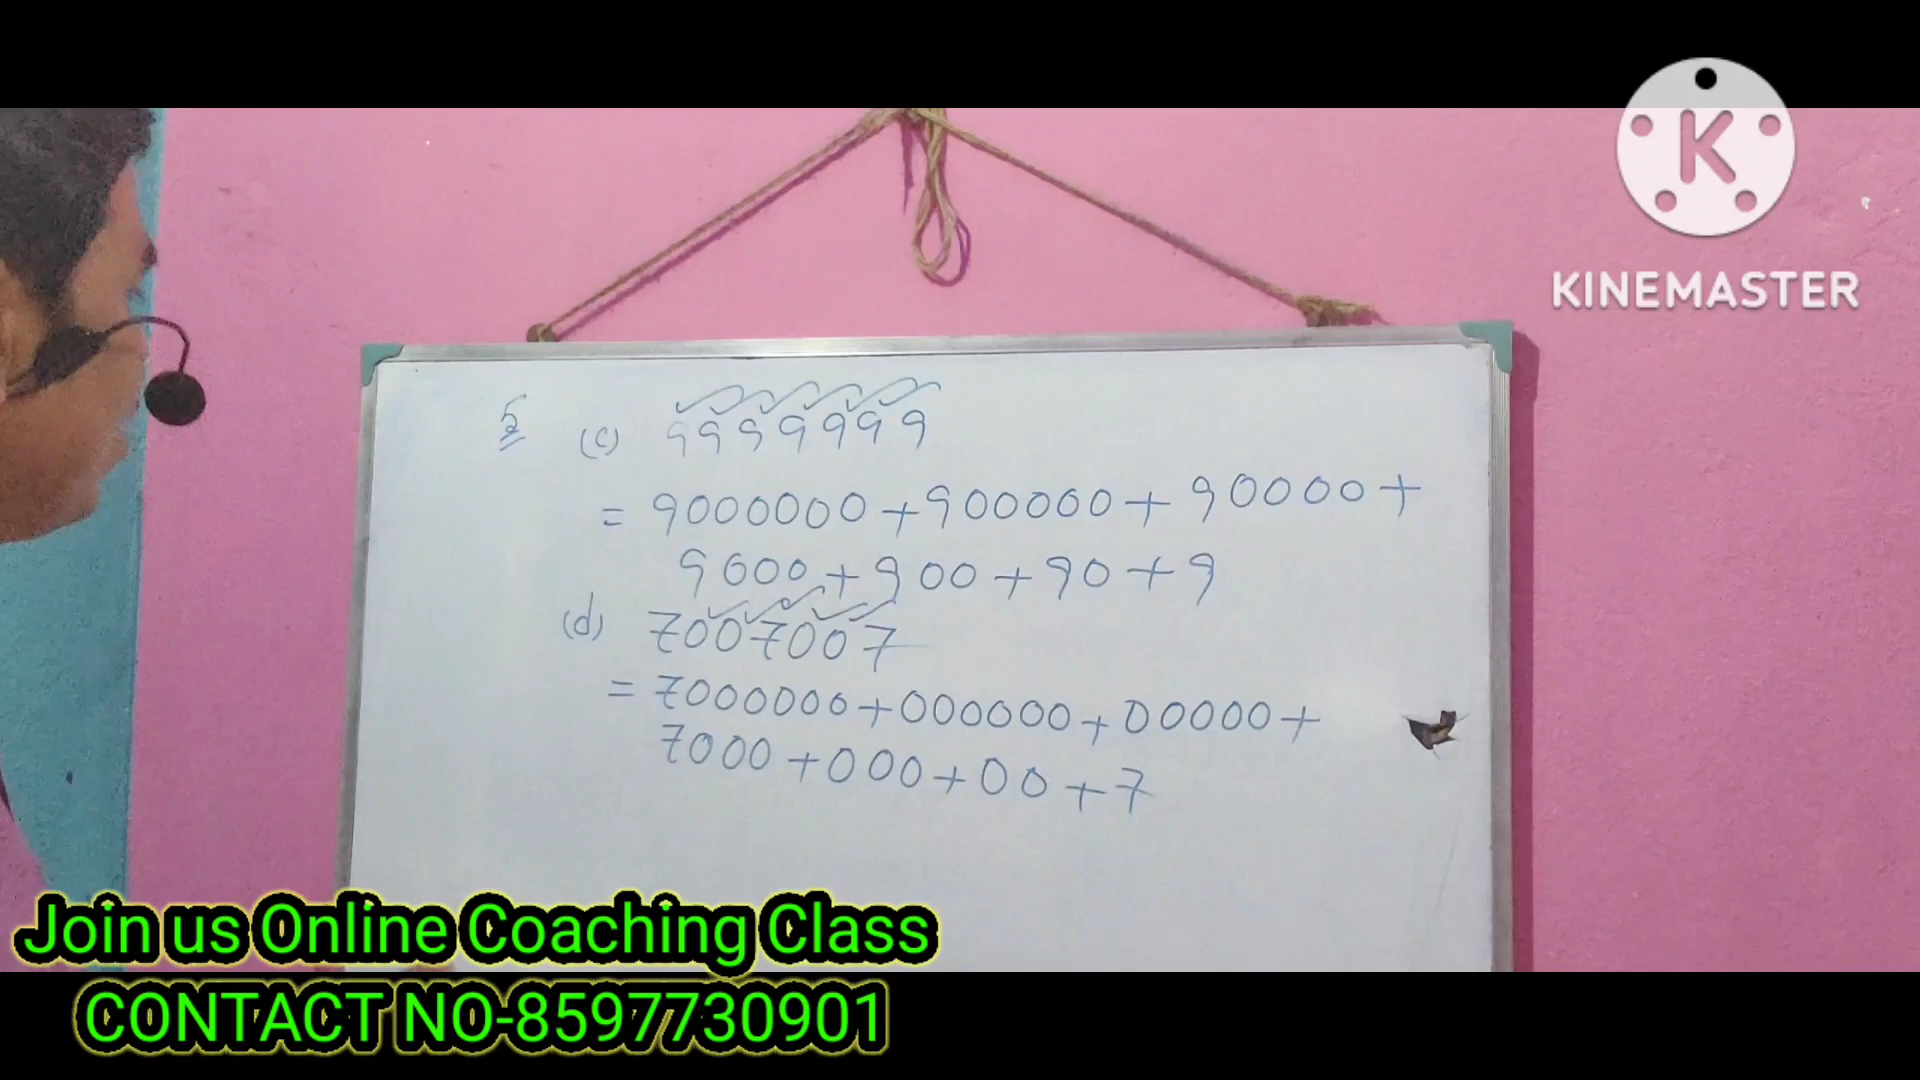 K
KINEMASTER
5 (c) 9999999
= 9000000+900000+90000+
9000+900+90+9
(d) 7007007
= 7000000+000000+00000+
7000+000+00+7
Join us Online Coaching Class
CONTACT NO-8597730901